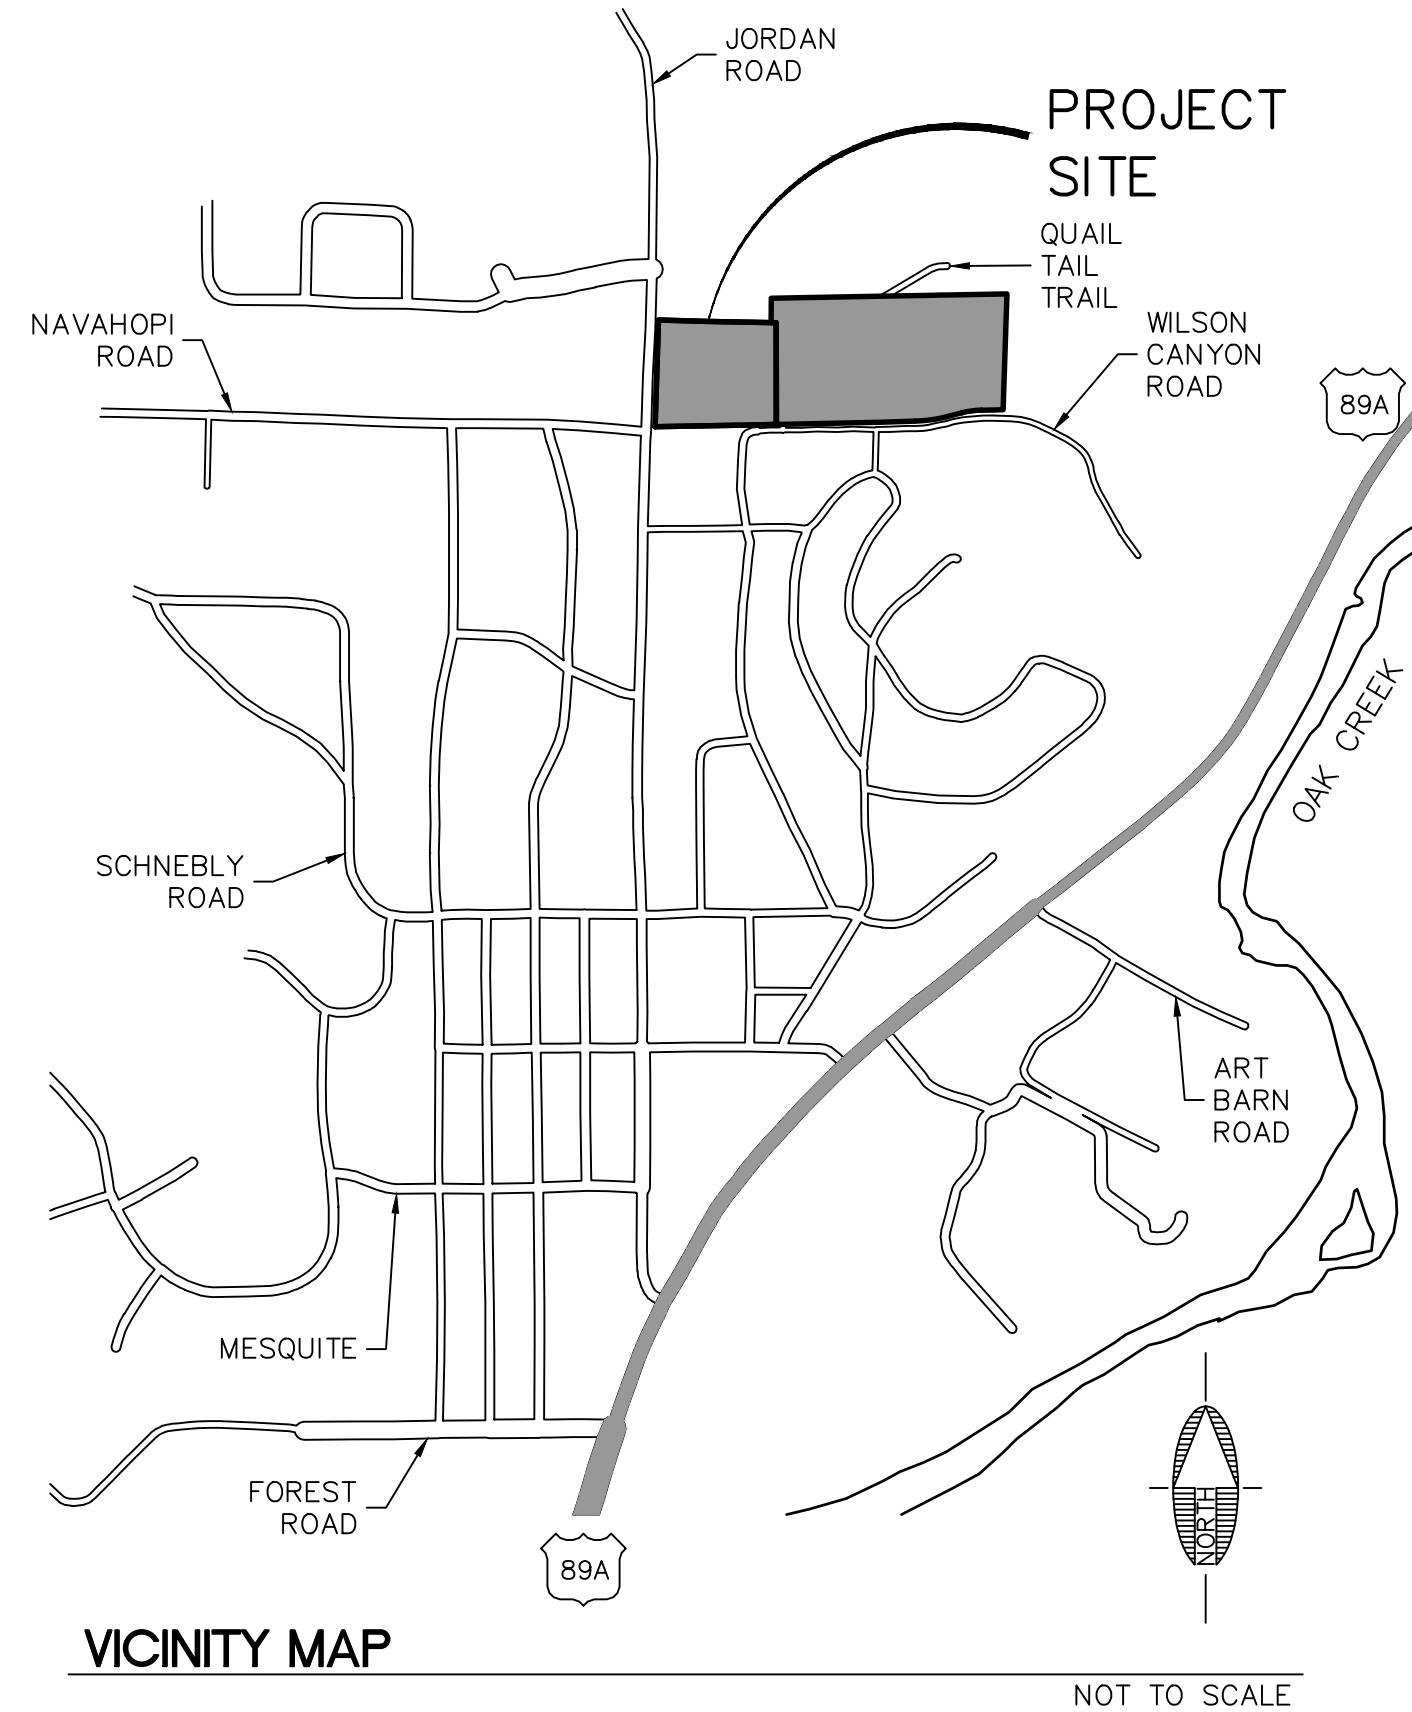 JORDAN
ROAD
PROJECT
SITE
QUAIL
TAIL
TRAIL
NAVAHOPI
ROAD
WILSON
CANYON
ROAD
89A
OAK CREEK
SCHNEBLY
ROAD
ART
BARN
ROAD
MESQUITE
FOREST
ROAD
NORTH
89A
VICINITY MAP
NOT TO SCALE